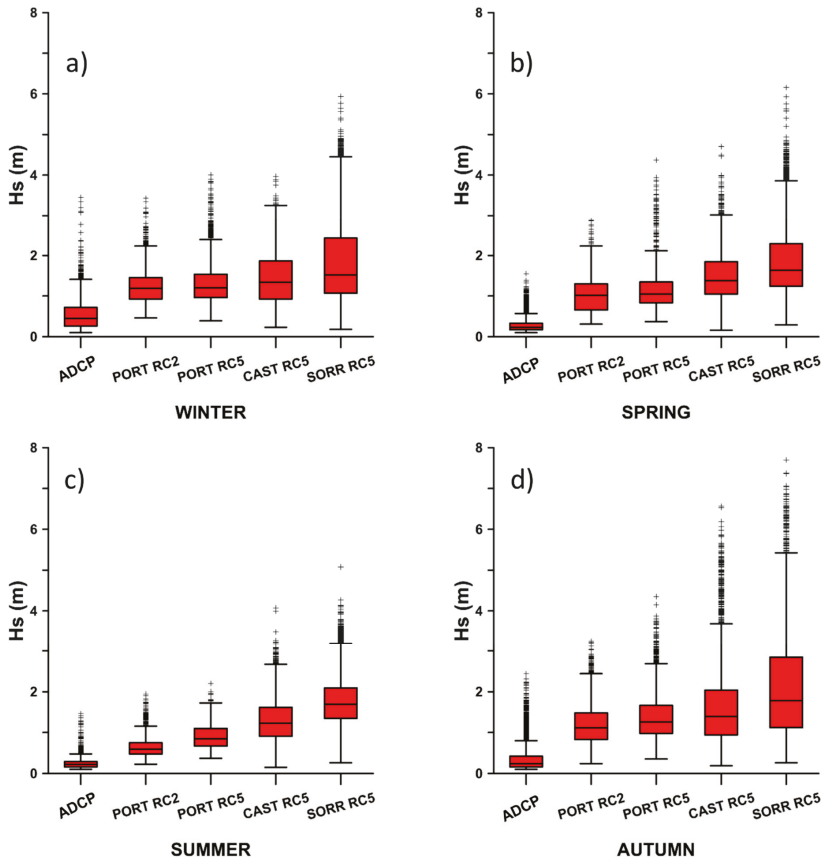 a)
8
6
4
2
0
Hs (m)
ADCP
PORT RC2
PORT RC5
CAST RC5
SORR RC5
WINTER
b)
8
6
4
2
0
Hs (m)
ADCP
PORT RC2
PORT RC5
CAST RC5
SORR RC5
SPRING
c)
8
6
4
2
0
Hs (m)
ADCP
PORT RC2
PORT RC5
CAST RC5
SORR RC5
SUMMER
d)
8
6
4
2
0
Hs (m)
ADCP
PORT RC2
PORT RC5
CAST RC5
SORR RC5
AUTUMN